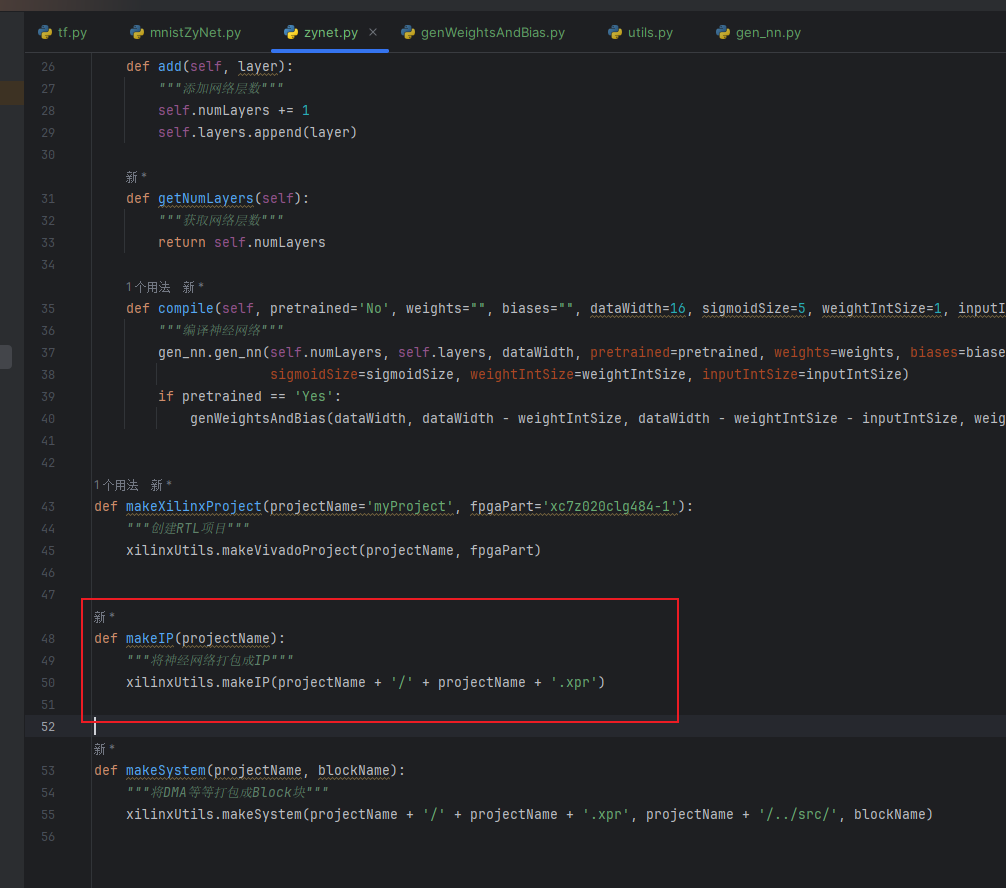 tf.py mnistZyNet.py zynet.py × genWeightsAndBias.py utils.py gen_nn.py
26 def add(self, layer):
27 """添加网络层数"""
28 self.numLayers += 1
29 self.layers.append(layer)
30
新 *
31 def getNumLayers(self):
32 """获取网络层数"""
33 return self.numLayers
34
1个用法 新 *
35 def compile(self, pretrained='No', weights="", biases="", dataWidth=16, sigmoidSize=5, weightIntSize=1, inputI
36 """编译神经网络"""
37 gen_nn.gen_nn(self.numLayers, self.layers, dataWidth, pretrained=pretrained, weights=weights, biases=biase
38 sigmoidSize=sigmoidSize, weightIntSize=weightIntSize, inputIntSize=inputIntSize)
39 if pretrained == 'Yes':
40 genWeightsAndBias(dataWidth, dataWidth - weightIntSize, dataWidth - weightIntSize - inputIntSize, weig
41
42
1个用法 新 *
43 def makeXilinxProject(projectName='myProject', fpgaPart='xc7z020clg484-1'):
44 """创建RTL项目"""
45 xilinxUtils.makeVivadoProject(projectName, fpgaPart)
46
47
新 *
48 def makeIP(projectName):
49 """将神经网络打包成IP"""
50 xilinxUtils.makeIP(projectName + '/' + projectName + '.xpr')
51
52
新 *
53 def makeSystem(projectName, blockName):
54 """将DMA等等打包成Block块"""
55 xilinxUtils.makeSystem(projectName + '/' + projectName + '.xpr', projectName + '/../src/', blockName)
56